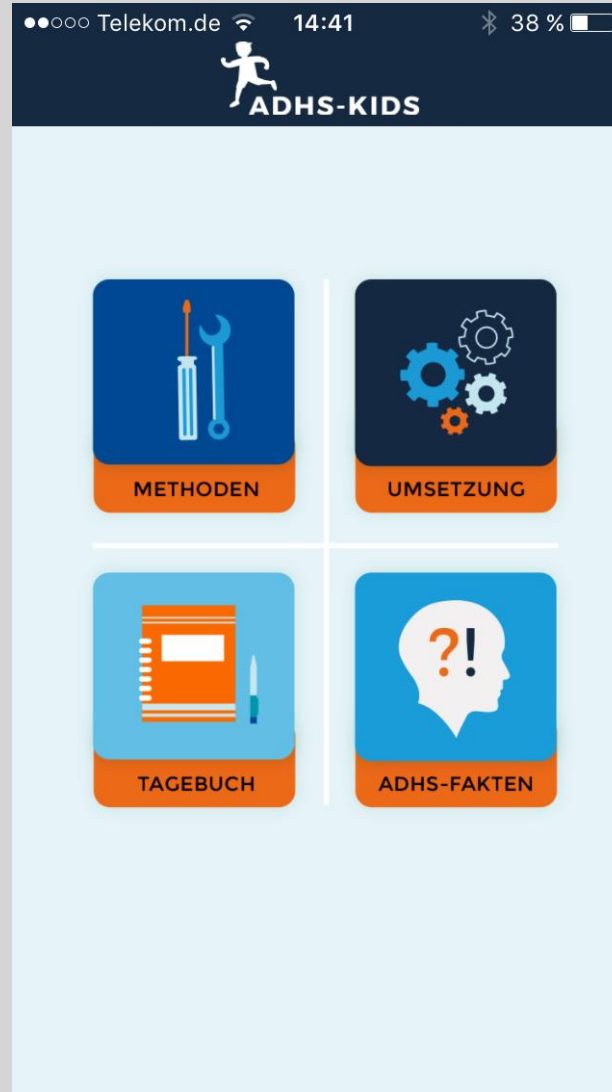 Telekom.de 14:41 38 %
ADHS-KIDS
METHODEN UMSETZUNG
?!
TAGEBUCH ADHS-FAKTEN